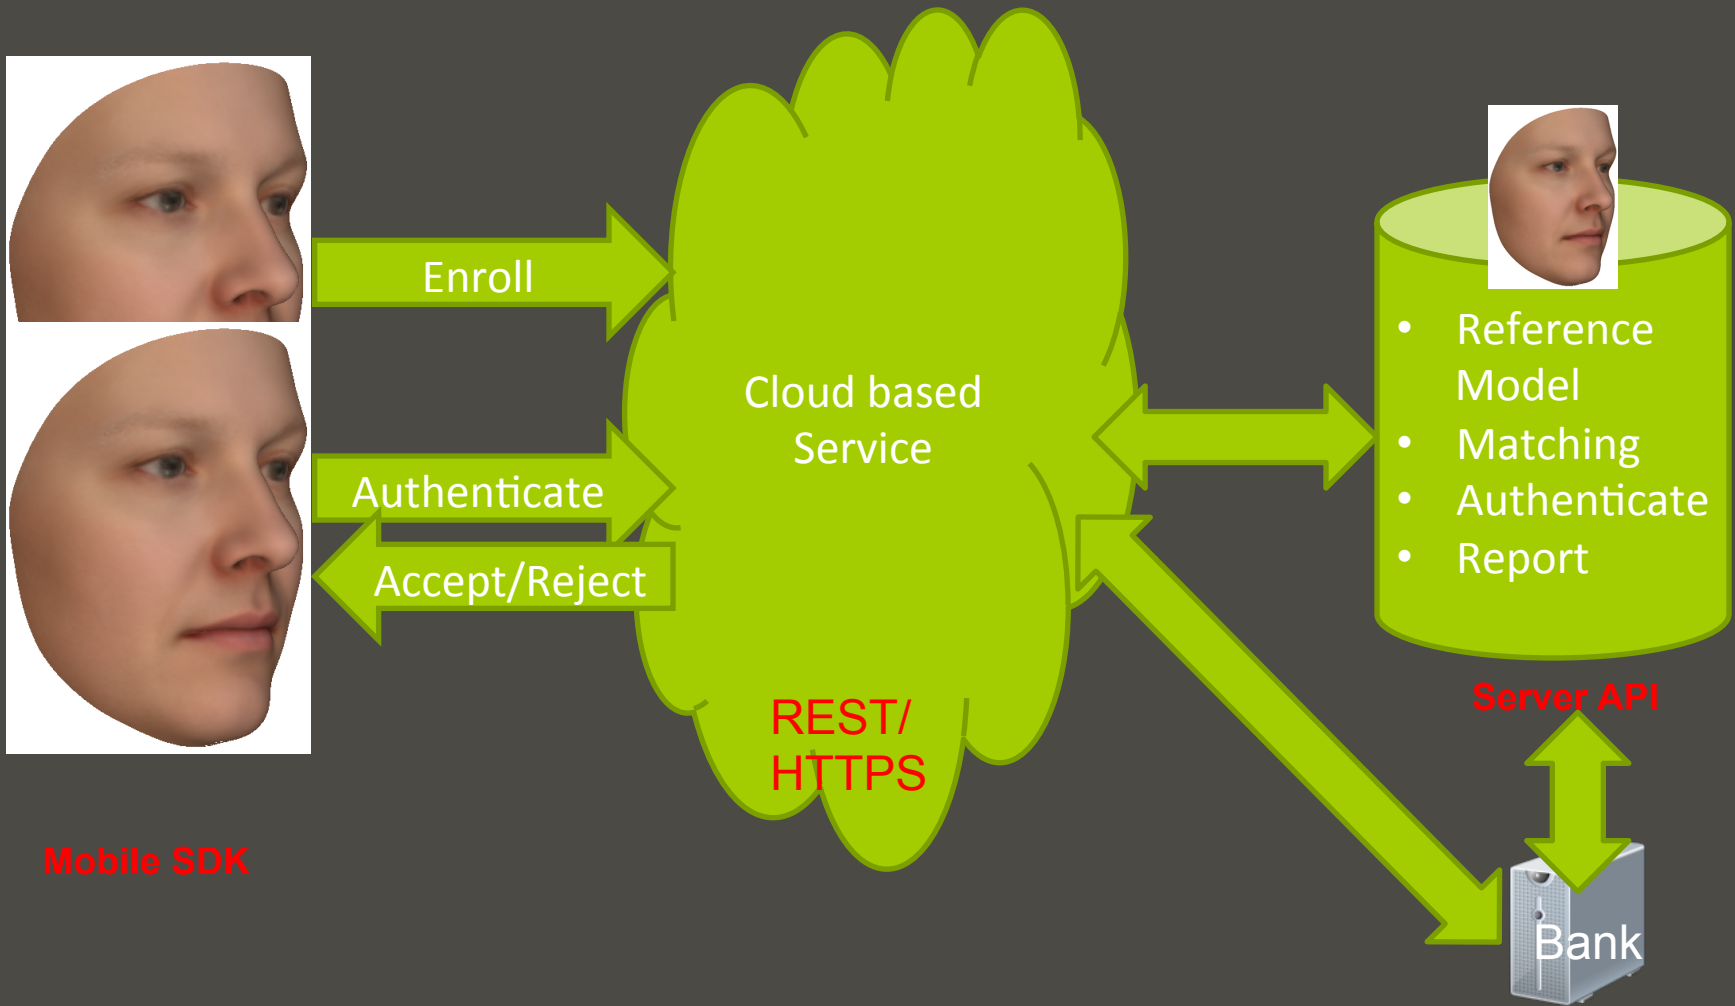 Enroll
Authenticate
Accept/Reject
Mobile SDK
Cloud based
Service
REST/
HTTPS
• Reference
Model
• Matching
• Authenticate
• Report
Server API
Bank